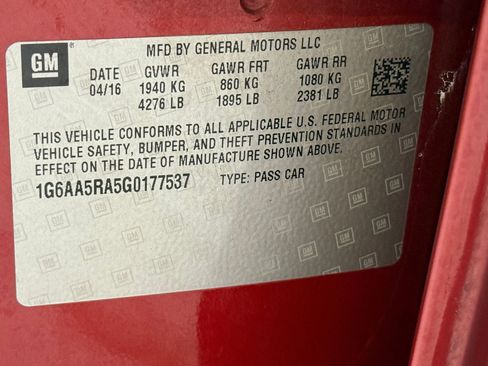 GM
MFD BY GENERAL MOTORS LLC
DATE GVWR GAWR FRT GAWR RR
04/16 1940 KG 860 KG 1080 KG
4276 LB 1895 LB 2381 LB
THIS VEHICLE CONFORMS TO ALL APPLICABLE U.S. FEDERAL MOTOR
VEHICLE SAFETY, BUMPER, AND THEFT PREVENTION STANDARDS IN
EFFECT ON THE DATE OF MANUFACTURE SHOWN ABOVE.
1G6AA5RA5G0177537 TYPE: PASS CAR